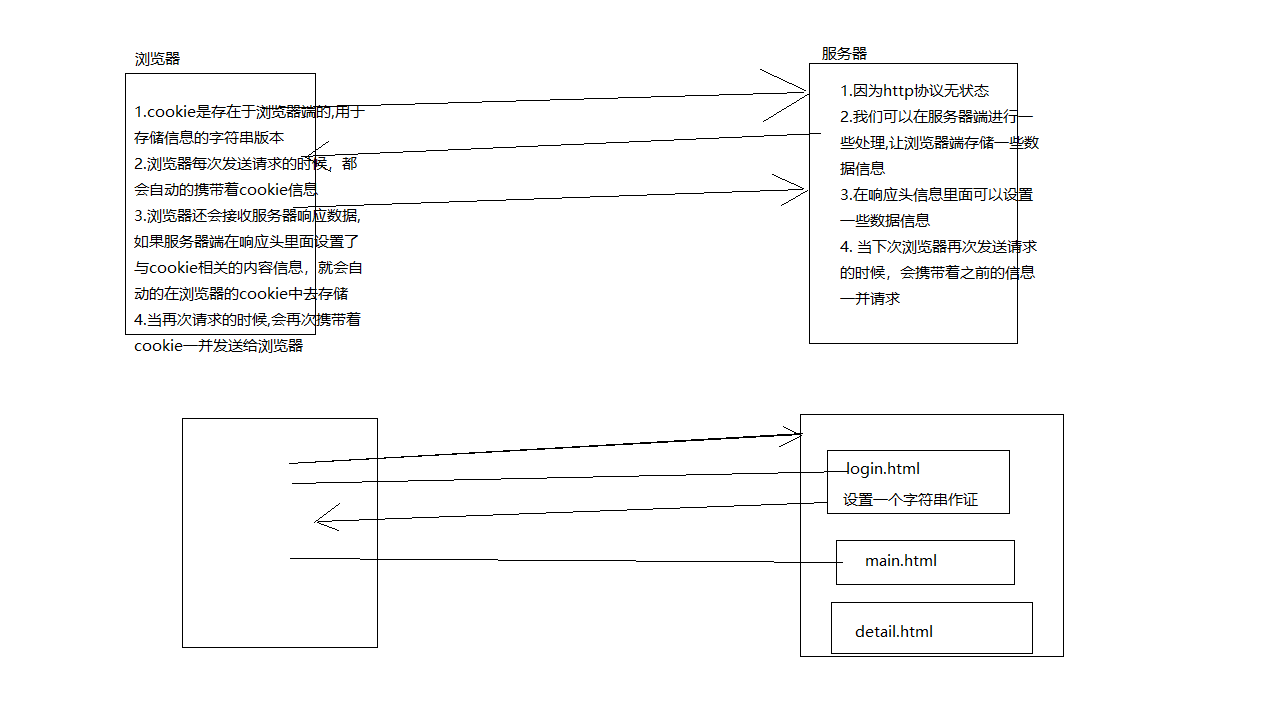 浏览器
1.cookie是存在于浏览器端的,用于
存储信息的字符串版本
2.浏览器每次发送请求的时候，都
会自动的携带着cookie信息
3.浏览器还会接收服务器响应数据,
如果服务器端在响应头里面设置了
与cookie相关的内容信息，就会自
动的在浏览器的cookie中去存储
4.当再次请求的时候,会再次携带着
cookie一并发送给浏览器
服务器
1.因为http协议无状态
2.我们可以在服务器端进行一
些处理,让浏览器端存储一些数
据信息
3.在响应头信息里面可以设置
一些数据信息
4. 当下次浏览器再次发送请求
的时候，会携带着之前的信息
一并请求
login.html
设置一个字符串作证
main.html
detail.html